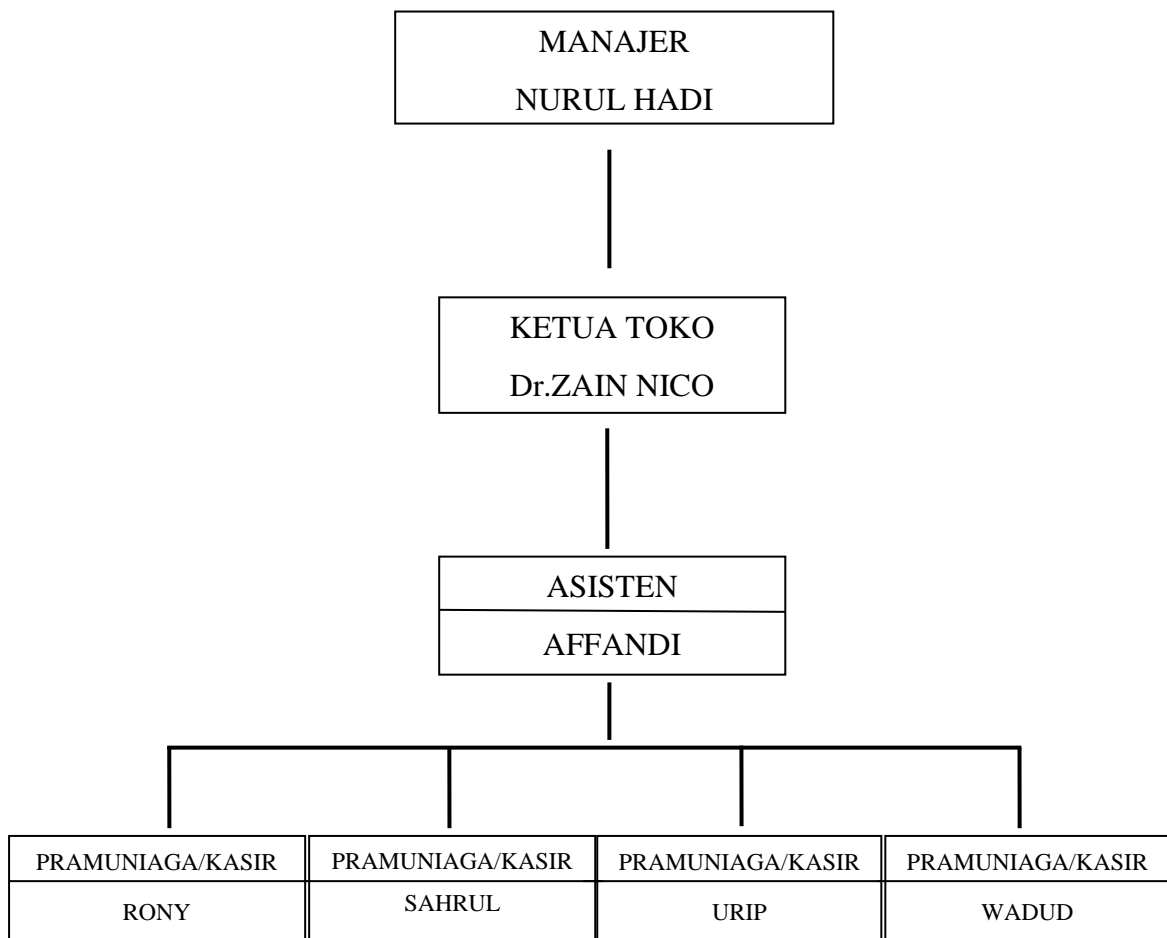 MANAJER
NURUL HADI
KETUA TOKO
Dr.ZAIN NICO
ASISTEN
AFFANDI
PRAMUNIAGA/KASIR
RONY
PRAMUNIAGA/KASIR
SAHRUL
PRAMUNIAGA/KASIR
URIP
PRAMUNIAGA/KASIR
WADUD